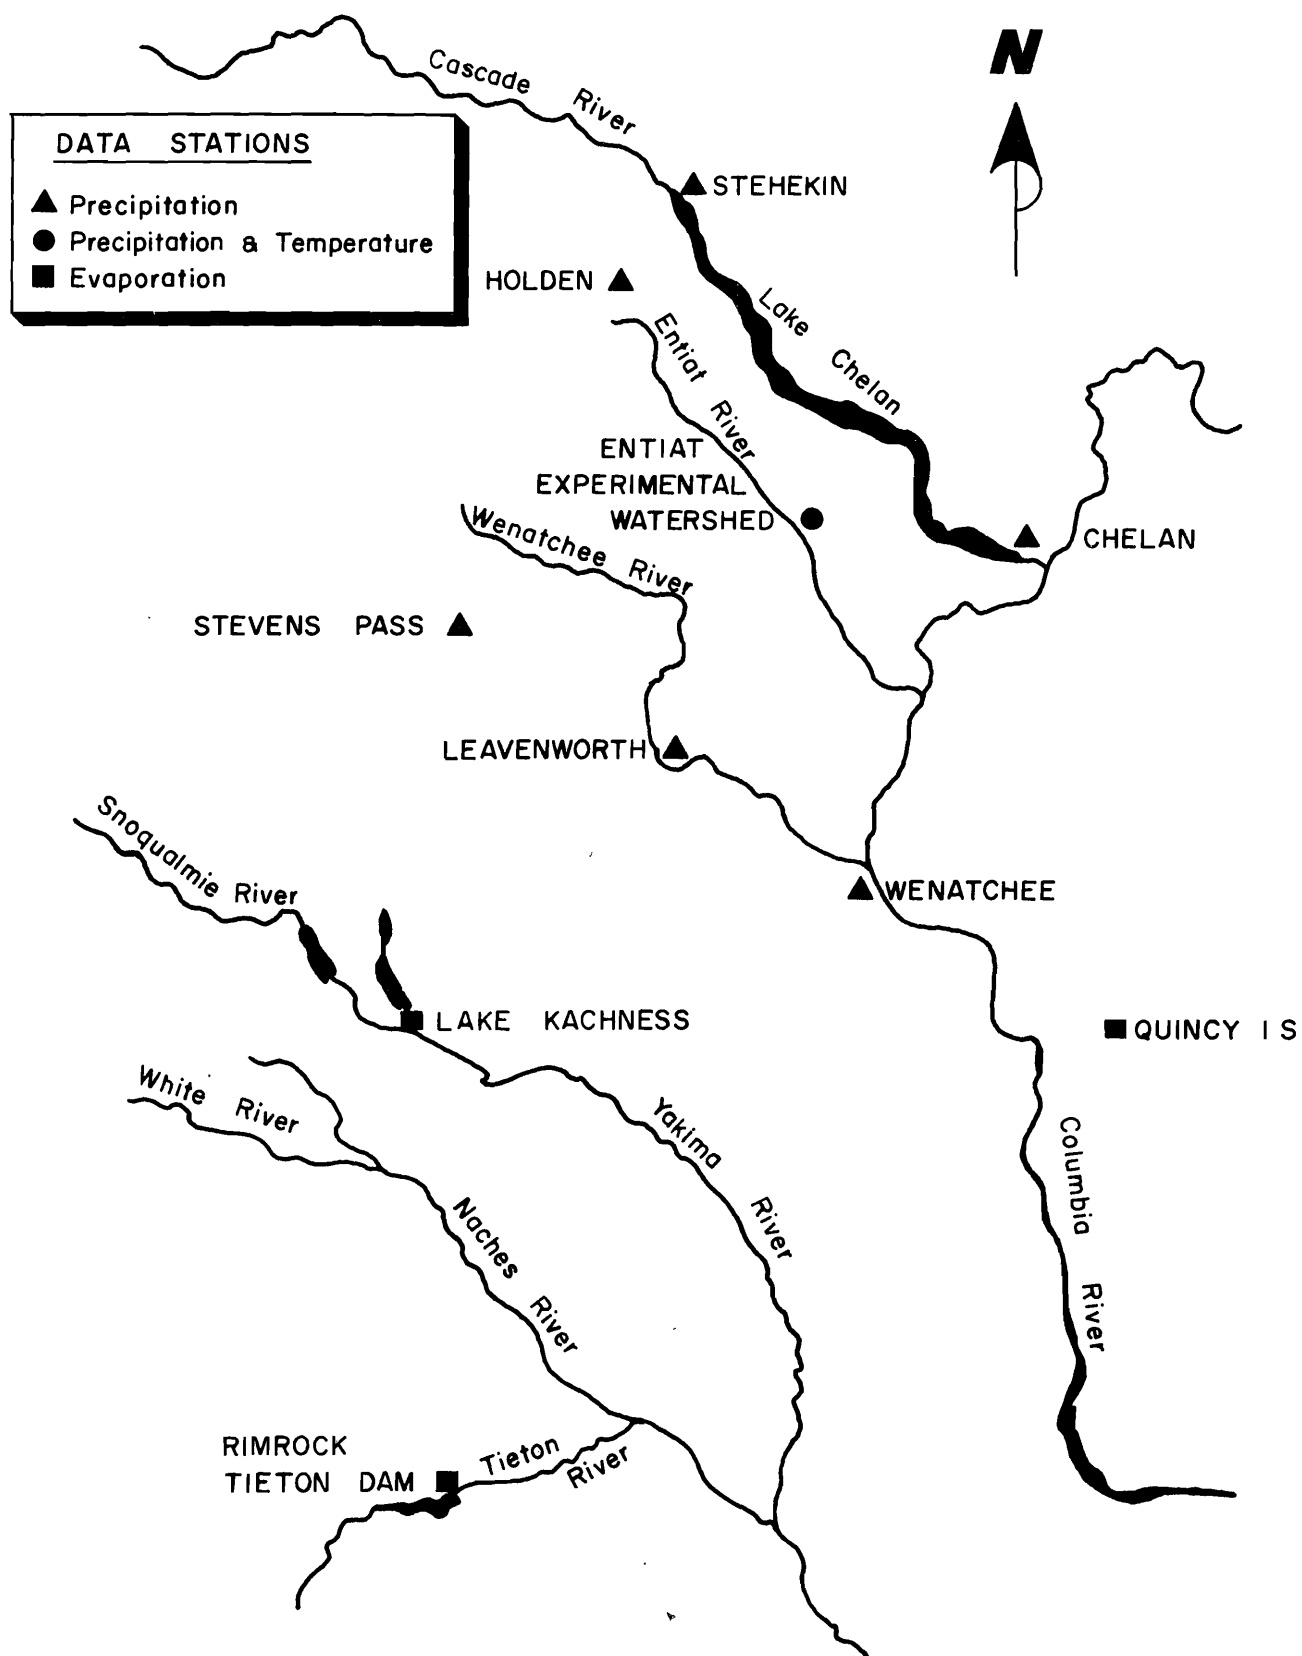 N
Cascade River
DATA STATIONS
Precipitation
Precipitation & Temperature
Evaporation
STEHEKIN
HOLDEN
Lake Chelan
Entiat River
ENTIAT
EXPERIMENTAL
WATERSHED
CHELAN
Wenatchee River
STEVENS PASS
LEAVENWORTH
Snoqualmie River
WENATCHEE
LAKE KACHNESS
QUINCY I S
White River
Yakima River
Columbia River
Naches River
RIMROCK
TIETON DAM
Tieton
River